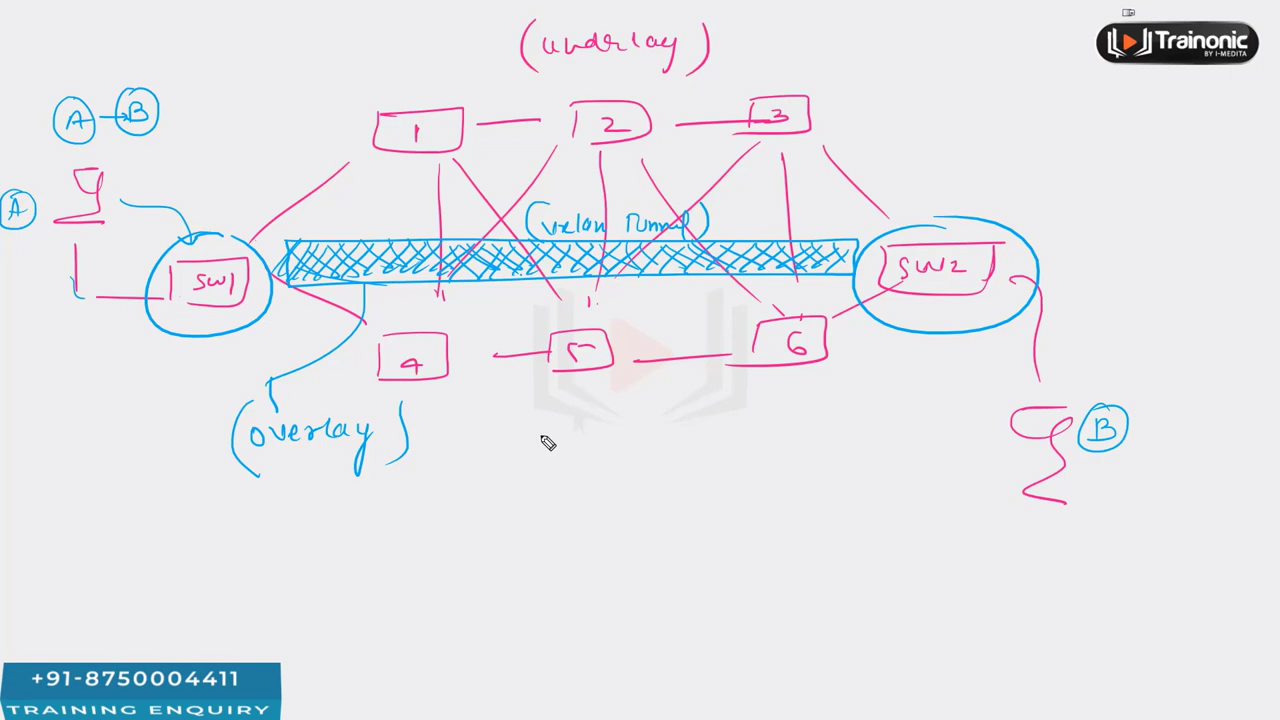 (underlay)
Trainonic
BY I-MEDITA
A → B
1
2
3
A
(vxlan Tunnel)
SW1
SW2
4
5
6
(overlay)
B
+91-8750004411
TRAINING ENQUIRY